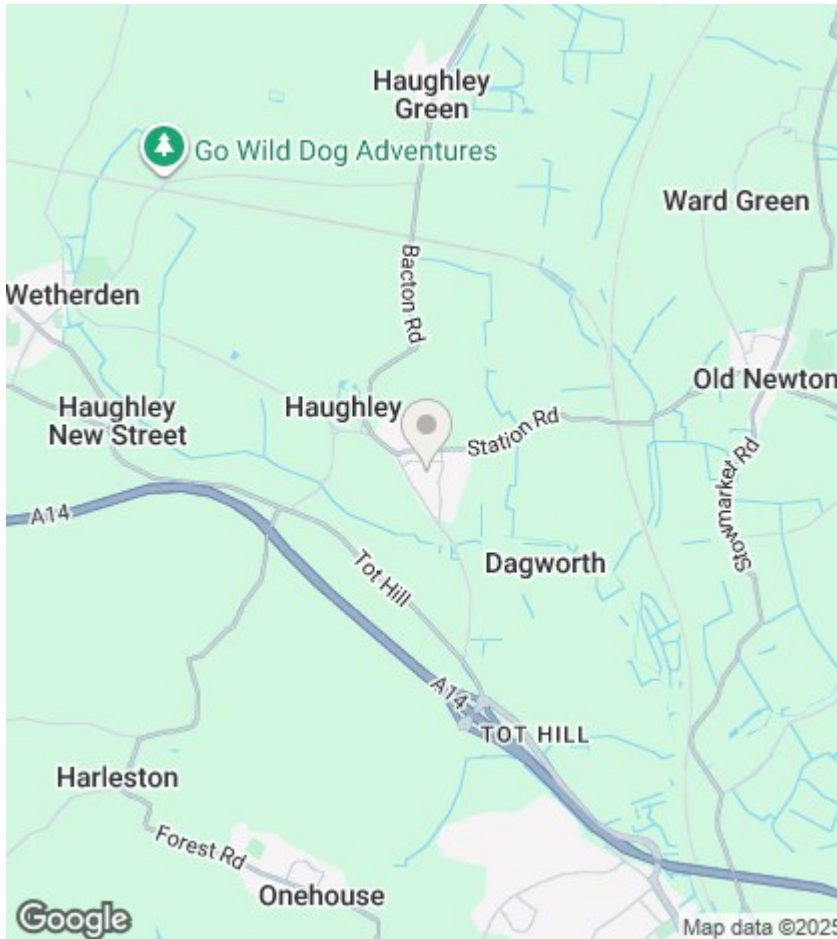 Haughley
Green
Go Wild Dog Adventures
Ward Green
Bacton Rd
Wetherden
Old Newton
Haughley
New Street
Haughley
Station Rd
Stowmarket Rd
A14
Dagworth
Tot Hill
A14
TOT HILL
Harleston
Forest Rd
Onehouse
Google
Map data ©2025